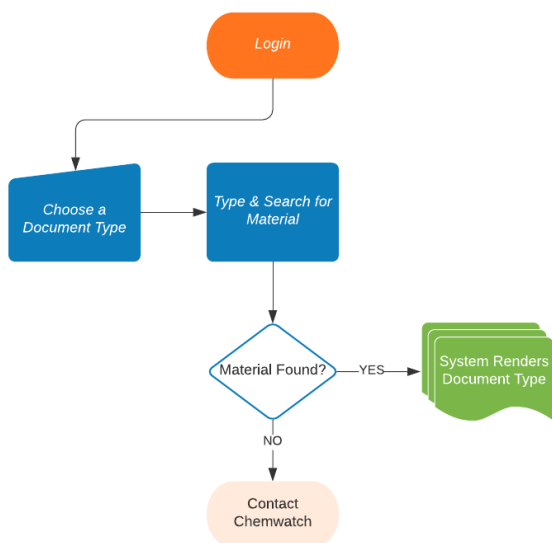 Login
Choose a
Document Type
Type & Search for
Material
Material Found?
YES
System Renders
Document Type
NO
Contact
Chemwatch